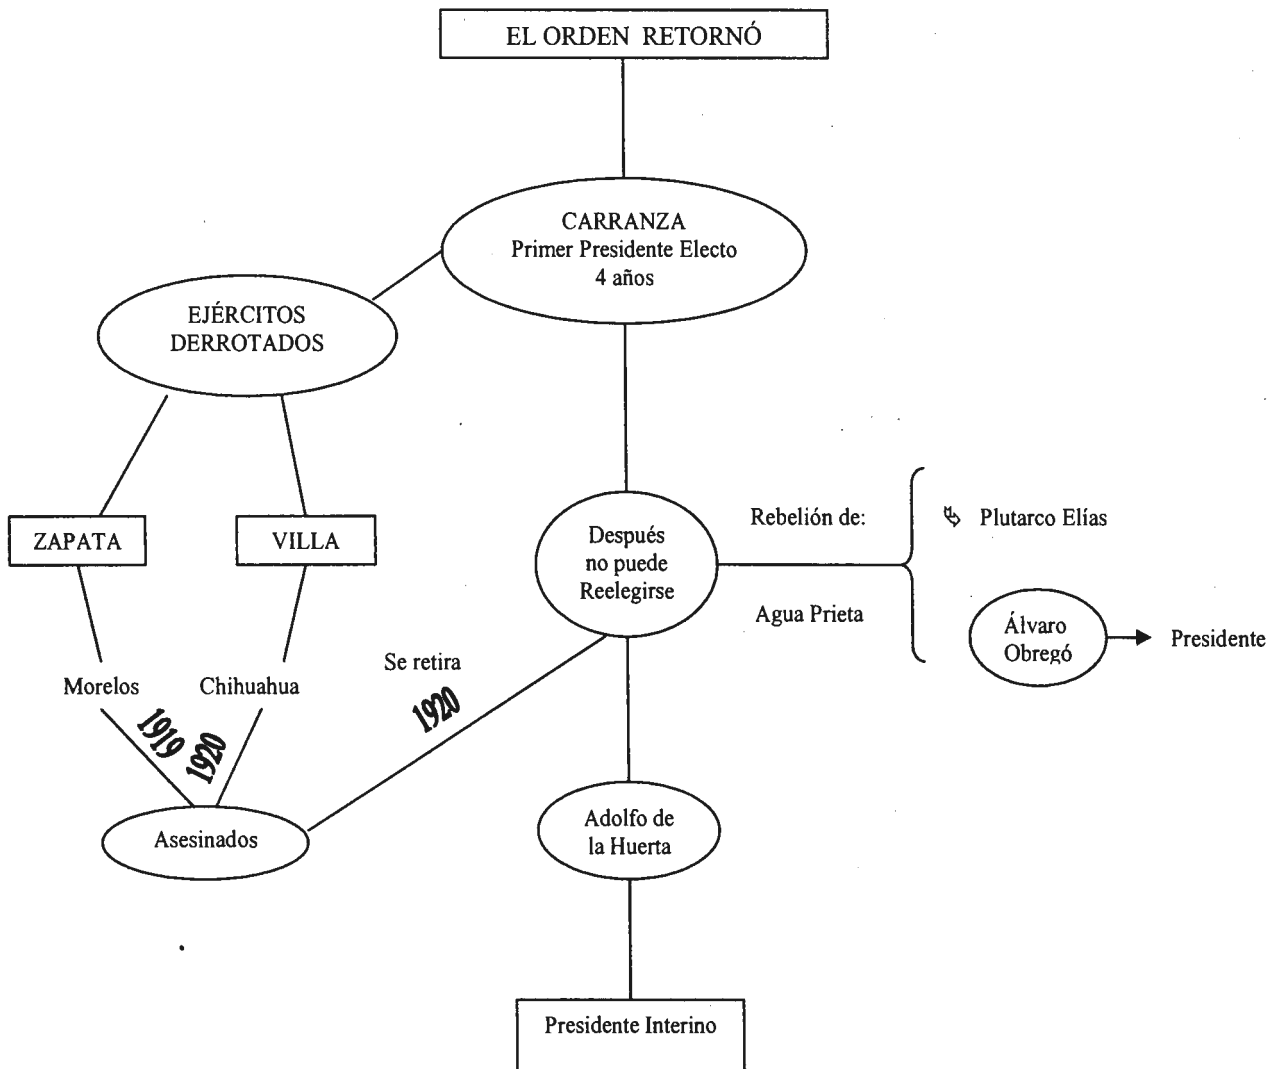 EL ORDEN RETORNÓ
CARRANZA
Primer Presidente Electo
4 años
EJÉRCITOS
DERROTADOS
ZAPATA
VILLA
Después
no puede
Reelegirse
Rebelión de:
Agua Prieta
Plutarco Elías
Álvaro
Obregó
Presidente
Morelos
Chihuahua
Se retira
1919
1920
1920
Asesinados
Adolfo de
la Huerta
Presidente Interino